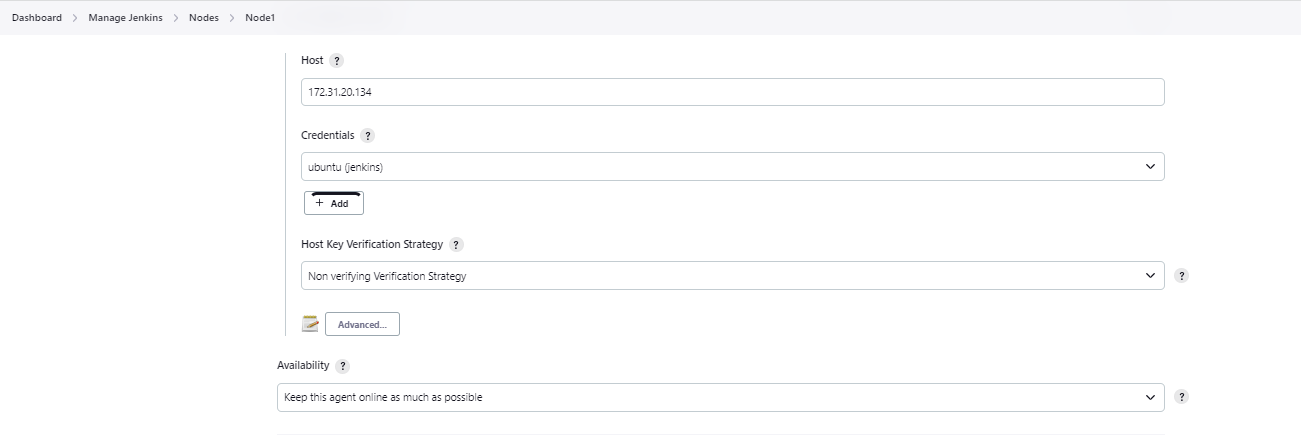 Dashboard > Manage Jenkins > Nodes > Node1
Host ?
172.31.20.134
Credentials ?
ubuntu (jenkins)
+ Add
Host Key Verification Strategy ?
Non verifying Verification Strategy ?
Advanced...
Availability ?
Keep this agent online as much as possible ?